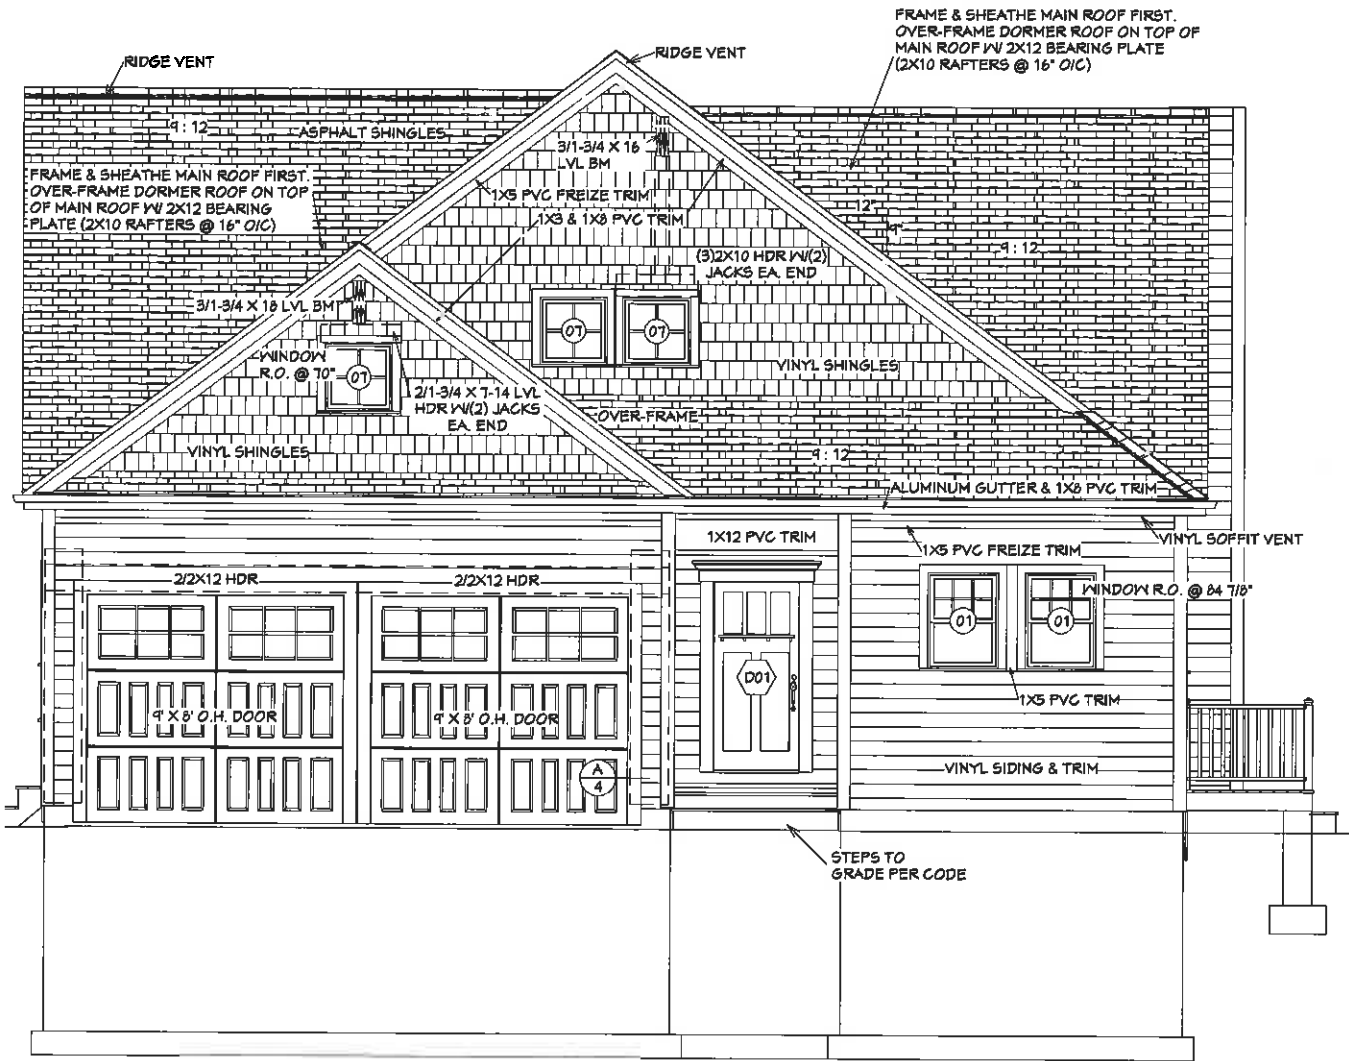 FRAME & SHEATHE MAIN ROOF FIRST.
OVER-FRAME DORMER ROOF ON TOP OF
MAIN ROOF W/ 2X12 BEARING PLATE
(2X10 RAFTERS @ 16" O/C)
RIDGE VENT
RIDGE VENT
9 : 12
ASPHALT SHINGLES
3/1-3/4 X 16
LVL BM
FRAME & SHEATHE MAIN ROOF FIRST.
OVER-FRAME DORMER ROOF ON TOP
OF MAIN ROOF W/ 2X12 BEARING
PLATE (2X10 RAFTERS @ 16" O/C)
1X5 PVC FREIZE TRIM
1X3 & 1X8 PVC TRIM
12"
9"
9 : 12
(3)2X10 HDR W/(2)
JACKS EA. END
3/1-3/4 X 18 LVL BM
07
07
WINDOW
R.O. @ 70"
07
VINYL SHINGLES
2/1-3/4 X 7-14 LVL
HDR W/(2) JACKS
EA. END
OVER-FRAME
VINYL SHINGLES
9 : 12
ALUMINUM GUTTER & 1X8 PVC TRIM
1X12 PVC TRIM
1X5 PVC FREIZE TRIM
VINYL SOFFIT VENT
2/2X12 HDR
2/2X12 HDR
WINDOW R.O. @ 84 7/8"
01
01
D01
1X5 PVC TRIM
9' X 8' O.H. DOOR
9' X 8' O.H. DOOR
VINYL SIDING & TRIM
A
4
STEPS TO
GRADE PER CODE